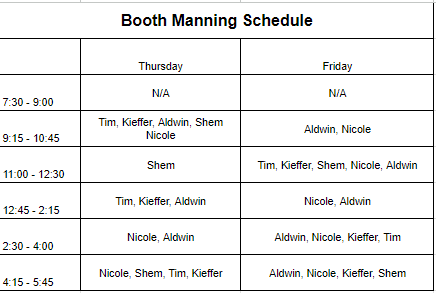 Booth Manning Schedule
Thursday Friday
7:30 - 9:00 N/A N/A
9:15 - 10:45 Tim, Kieffer, Aldwin, Shem
Nicole Aldwin, Nicole
11:00 - 12:30 Shem Tim, Kieffer, Shem, Nicole, Aldwin
12:45 - 2:15 Tim, Kieffer, Aldwin Nicole, Aldwin
2:30 - 4:00 Nicole, Aldwin Aldwin, Nicole, Kieffer, Tim
4:15 - 5:45 Nicole, Shem, Tim, Kieffer Aldwin, Nicole, Kieffer, Shem